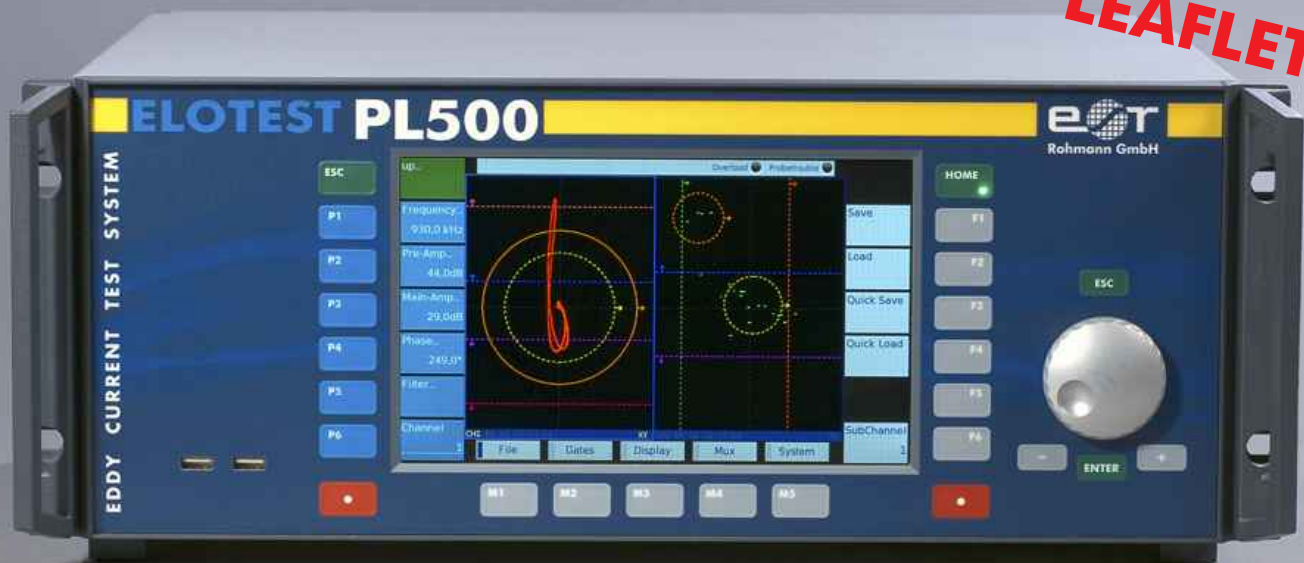 LEAFLET
ELOTEST PL500
Rohmann GmbH
EDDY CURRENT TEST SYSTEM
ESC
P1
P2
P3
P4
P5
P6
up...
Frequency...
930,0 kHz
Pre-Amp...
44,0dB
Main-Amp...
29,0dB
Phase...
249,0°
Filter...
Channel
1
Overload
CH1
XY
File
Gates
Display
Mux
System
Save
Load
Quick Save
Quick Load
SubChannel
1
HOME
F1
F2
F3
F4
F5
F6
M1
M2
M3
M4
M5
ESC
-
ENTER
+